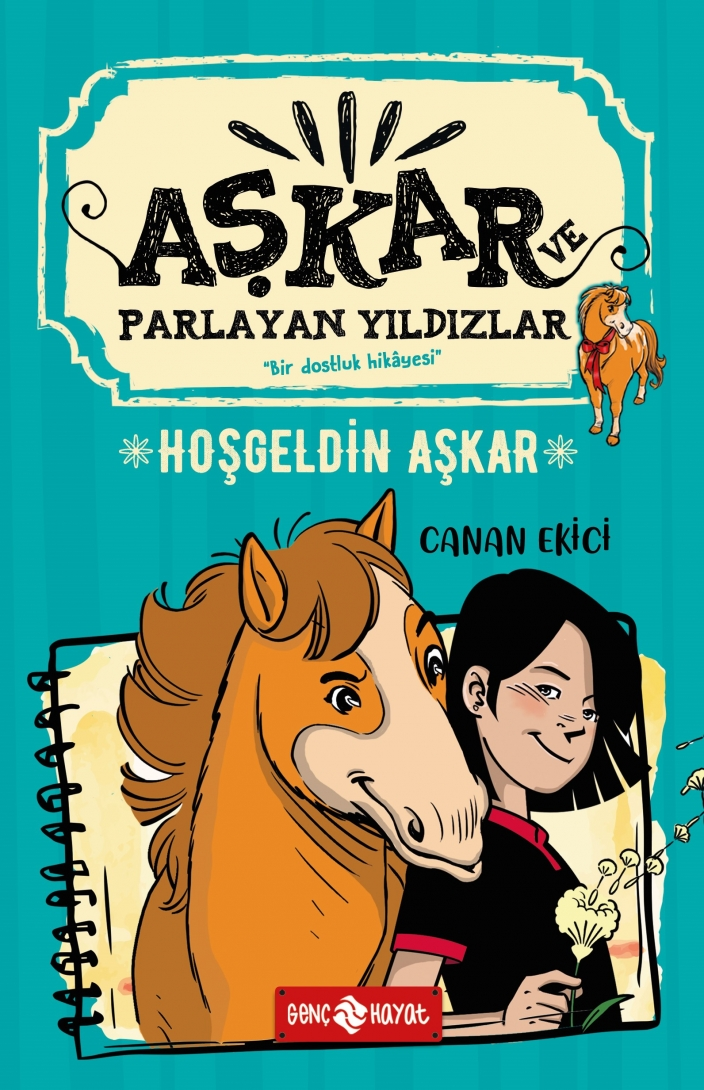 AŞKAR VE
PARLAYAN YILDIZLAR
"Bir dostluk hikâyesi"
HOŞGELDİN AŞKAR
CANAN EKİCİ
GENÇ HAYAT